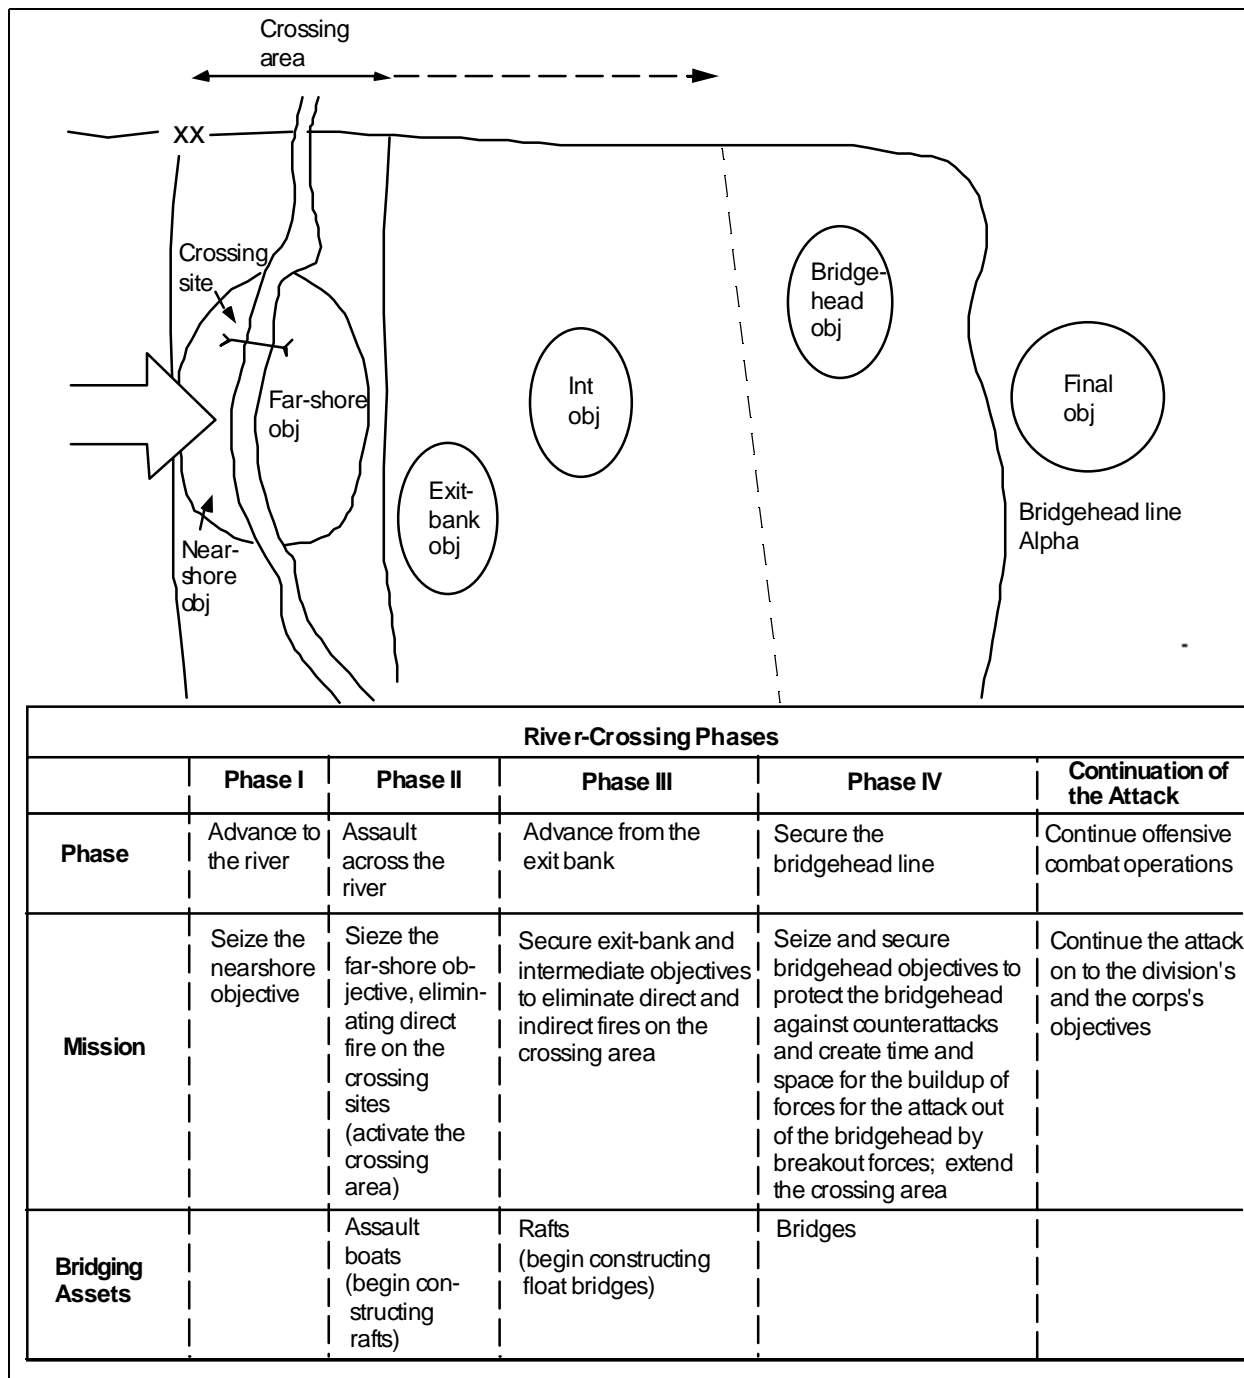 Crossing
area
XX
Crossing
site
Bridge-
head
obj
Far-shore
obj
Int
obj
Final
obj
Exit-
bank
obj
Near-
shore
obj
Bridgehead line
Alpha
River-Crossing Phases
Phase I
Phase II
Phase III
Phase IV
Continuation of
the Attack
Phase
Advance to
the river
Assault
across the
river
Advance from the
exit bank
Secure the
bridgehead line
Continue offensive
combat operations
Mission
Seize the
nearshore
objective
Sieze the
far-shore ob-
jective, elimin-
ating direct
fire on the
crossing
sites
(activate the
crossing
area)
Secure exit-bank and
intermediate objectives
to eliminate direct and
indirect fires on the
crossing area
Seize and secure
bridgehead objectives to
protect the bridgehead
against counterattacks
and create time and
space for the buildup of
forces for the attack out
of the bridgehead by
breakout forces; extend
the crossing area
Continue the attack
on to the division's
and the corps's
objectives
Bridging
Assets
Assault
boats
(begin con-
structing
rafts)
Rafts
(begin constructing
float bridges)
Bridges